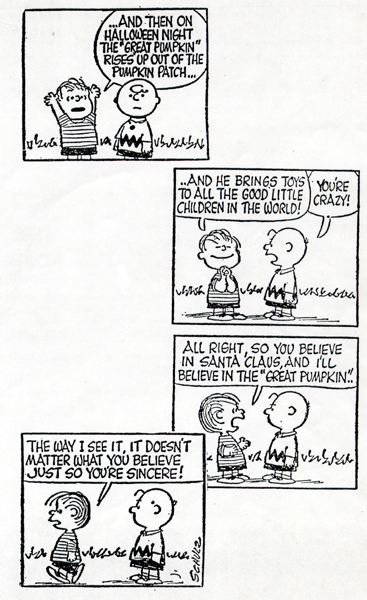 ...AND THEN ON
HALLOWEEN NIGHT
THE "GREAT PUMPKIN"
RISES UP OUT OF THE
PUMPKIN PATCH...
..AND HE BRINGS TOYS
TO ALL THE GOOD LITTLE
CHILDREN IN THE WORLD!
YOU'RE
CRAZY!
ALL RIGHT, SO YOU BELIEVE
IN SANTA CLAUS, AND I'LL
BELIEVE IN THE "GREAT PUMPKIN"..
THE WAY I SEE IT, IT DOESN'T
MATTER WHAT YOU BELIEVE
JUST SO YOU'RE SINCERE!
SCHULZ